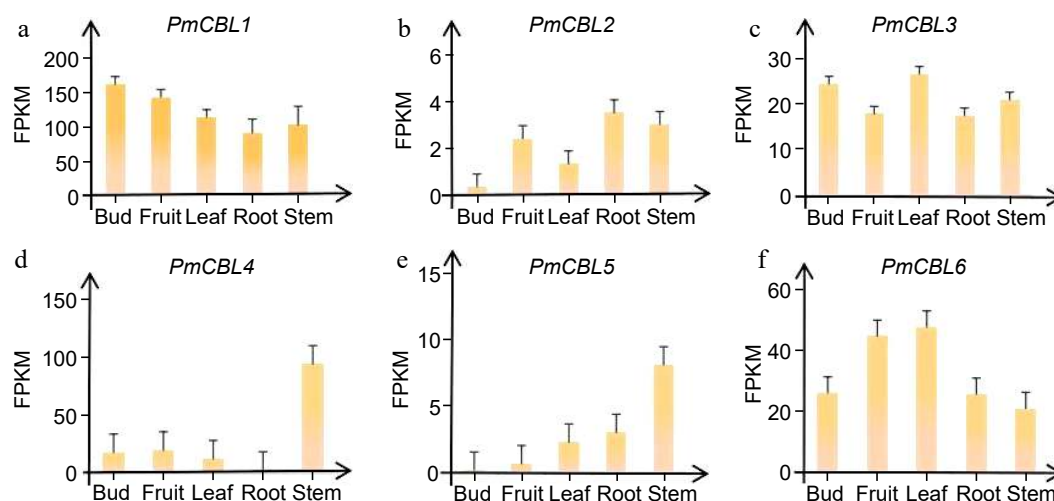 a PmCBL1
FPKM
200
150
100
50
0
Bud Fruit Leaf Root Stem
b PmCBL2
FPKM
6
4
2
0
Bud Fruit Leaf Root Stem
c PmCBL3
FPKM
30
20
10
0
Bud Fruit Leaf Root Stem
d PmCBL4
FPKM
150
100
50
0
Bud Fruit Leaf Root Stem
e PmCBL5
FPKM
15
10
5
0
Bud Fruit Leaf Root Stem
f PmCBL6
FPKM
60
40
20
0
Bud Fruit Leaf Root Stem